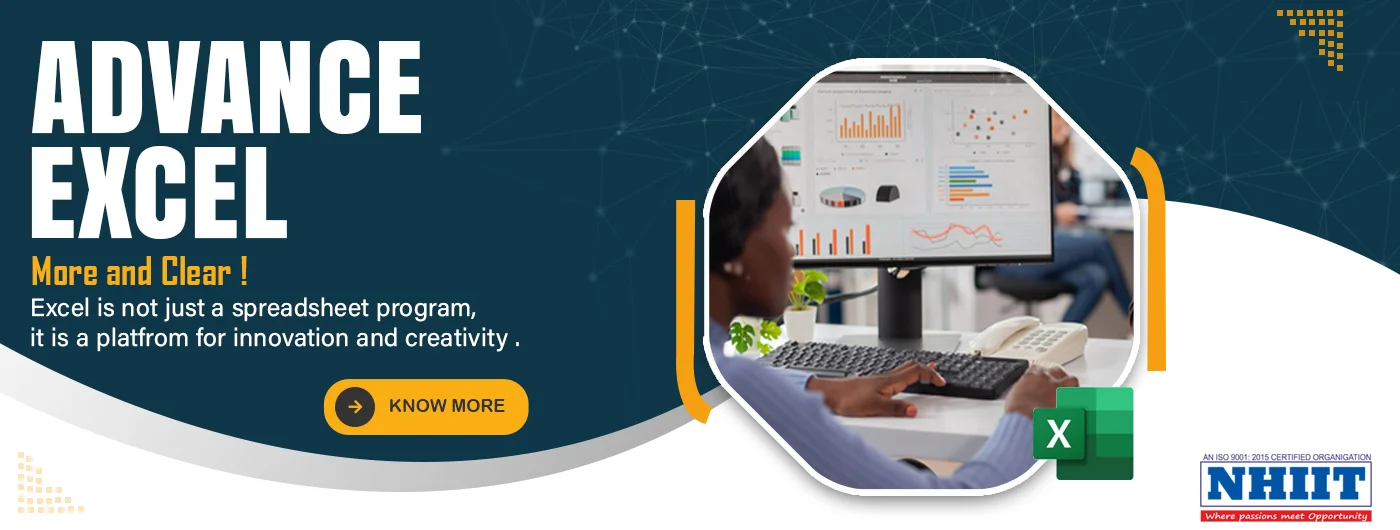 ADVANCE
EXCEL
More and Clear !
Excel is not just a spreadsheet program,
it is a platfrom for innovation and creativity .
KNOW MORE
X
AN ISO 9001: 2015 CERTIFIED ORGANIGATION
NHIIT
Where passions meet Opportunity